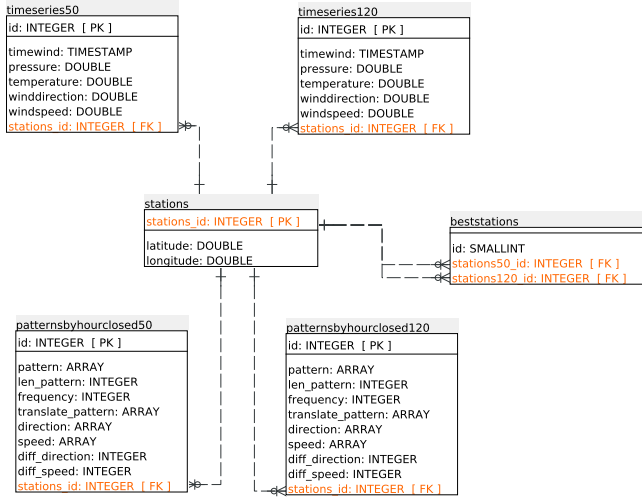 timeseries50
id: INTEGER [ PK ]
timewind: TIMESTAMP
pressure: DOUBLE
temperature: DOUBLE
winddirection: DOUBLE
windspeed: DOUBLE
stations_id: INTEGER [ FK ]
timeseries120
id: INTEGER [ PK ]
timewind: TIMESTAMP
pressure: DOUBLE
temperature: DOUBLE
winddirection: DOUBLE
windspeed: DOUBLE
stations_id: INTEGER [ FK ]
stations
stations_id: INTEGER [ PK ]
latitude: DOUBLE
longitude: DOUBLE
beststations
id: SMALLINT
stations50_id: INTEGER [ FK ]
stations120_id: INTEGER [ FK ]
patternsbyhourclosed50
id: INTEGER [ PK ]
pattern: ARRAY
len_pattern: INTEGER
frequency: INTEGER
translate_pattern: ARRAY
direction: ARRAY
speed: ARRAY
diff_direction: INTEGER
diff_speed: INTEGER
stations_id: INTEGER [ FK ]
patternsbyhourclosed120
id: INTEGER [ PK ]
pattern: ARRAY
len_pattern: INTEGER
frequency: INTEGER
translate_pattern: ARRAY
direction: ARRAY
speed: ARRAY
diff_direction: INTEGER
diff_speed: INTEGER
stations_id: INTEGER [ FK ]